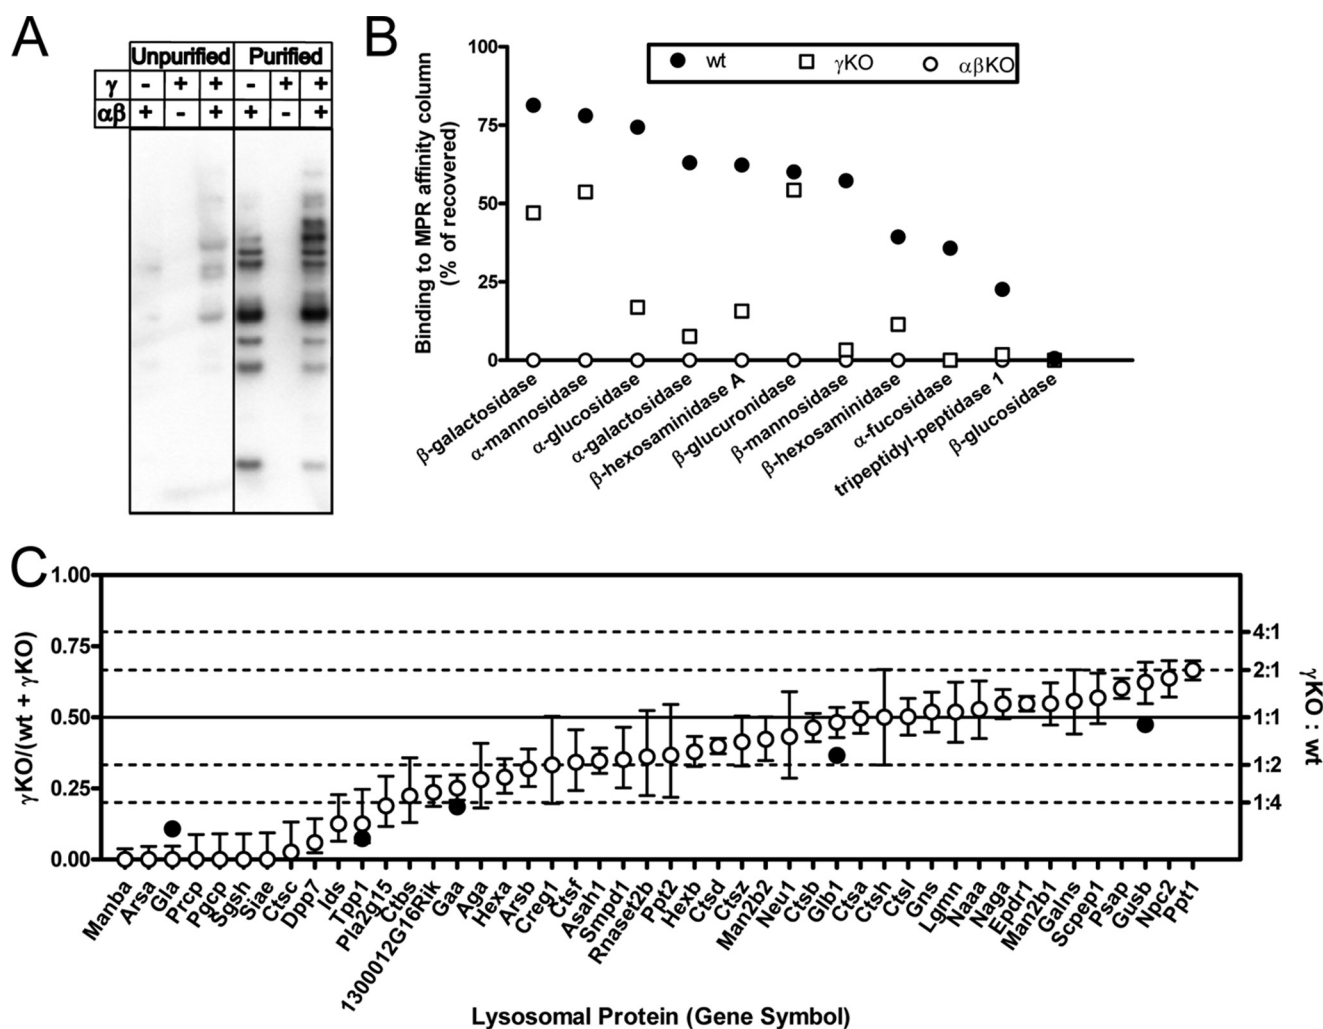 A
Unpurified Purified
γ - + + - + +
αβ + - + + - +
B
wt γKO αβKO
Binding to MPR affinity column
(% of recovered)
100
75
50
25
0
β-galactosidase
α-mannosidase
α-glucosidase
α-galactosidase
β-hexosaminidase A
β-glucuronidase
β-mannosidase
β-hexosaminidase
α-fucosidase
tripeptidyl-peptidase 1
β-glucosidase
C
γKO/(wt + γKO)
1.00
0.75
0.50
0.25
0.00
4:1
2:1
1:1
1:2
1:4
γKO : wt
Manba
Arsa
Gla
Prcp
Pgcp
Sgsh
Siae
Ctsc
Dpp7
Ids
Tpp1
Pla2g15
Ctbs
1300012G16Rik
Gaa
Aga
Hexa
Arsb
Creg1
Ctsf
Asah1
Smpd1
Rnaset2b
Ppt2
Hexb
Ctsd
Ctsz
Man2b2
Neu1
Ctsb
Glb1
Ctsa
Ctsh
Ctsl
Gns
Lgmn
Naaa
Naga
Epdr1
Man2b1
Galns
Scpep1
Psap
Gusb
Npc2
Ppt1
Lysosomal Protein (Gene Symbol)